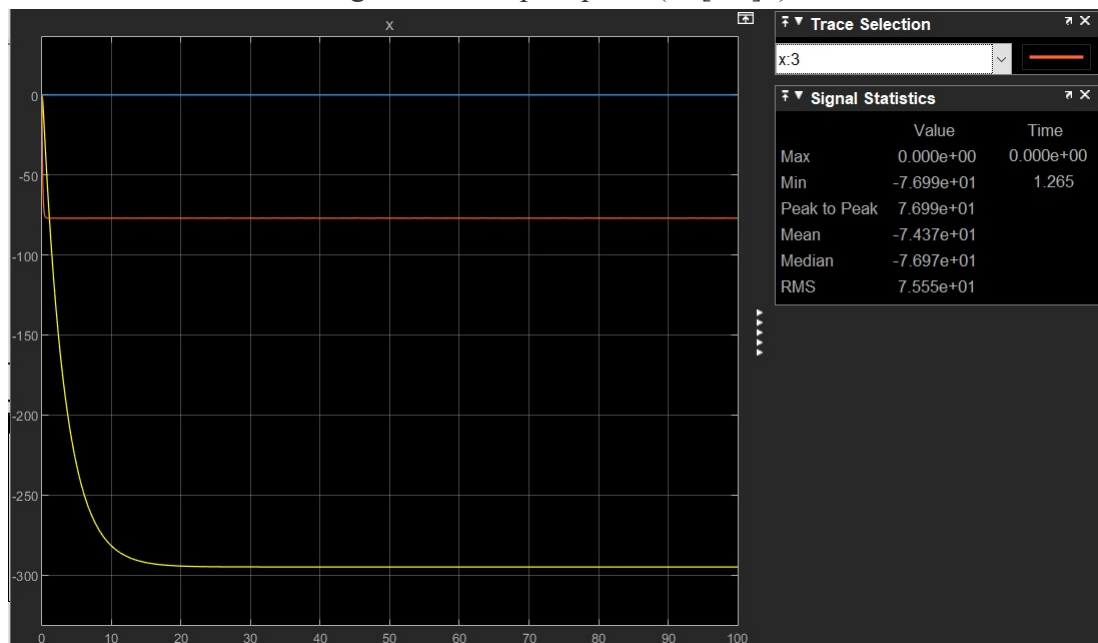 x
0
-50
-100
-150
-200
-250
-300
0 10 20 30 40 50 60 70 80 90 100
Trace Selection
x:3
Signal Statistics
Value Time
Max 0.000e+00 0.000e+00
Min -7.699e+01 1.265
Peak to Peak 7.699e+01
Mean -7.437e+01
Median -7.697e+01
RMS 7.555e+01